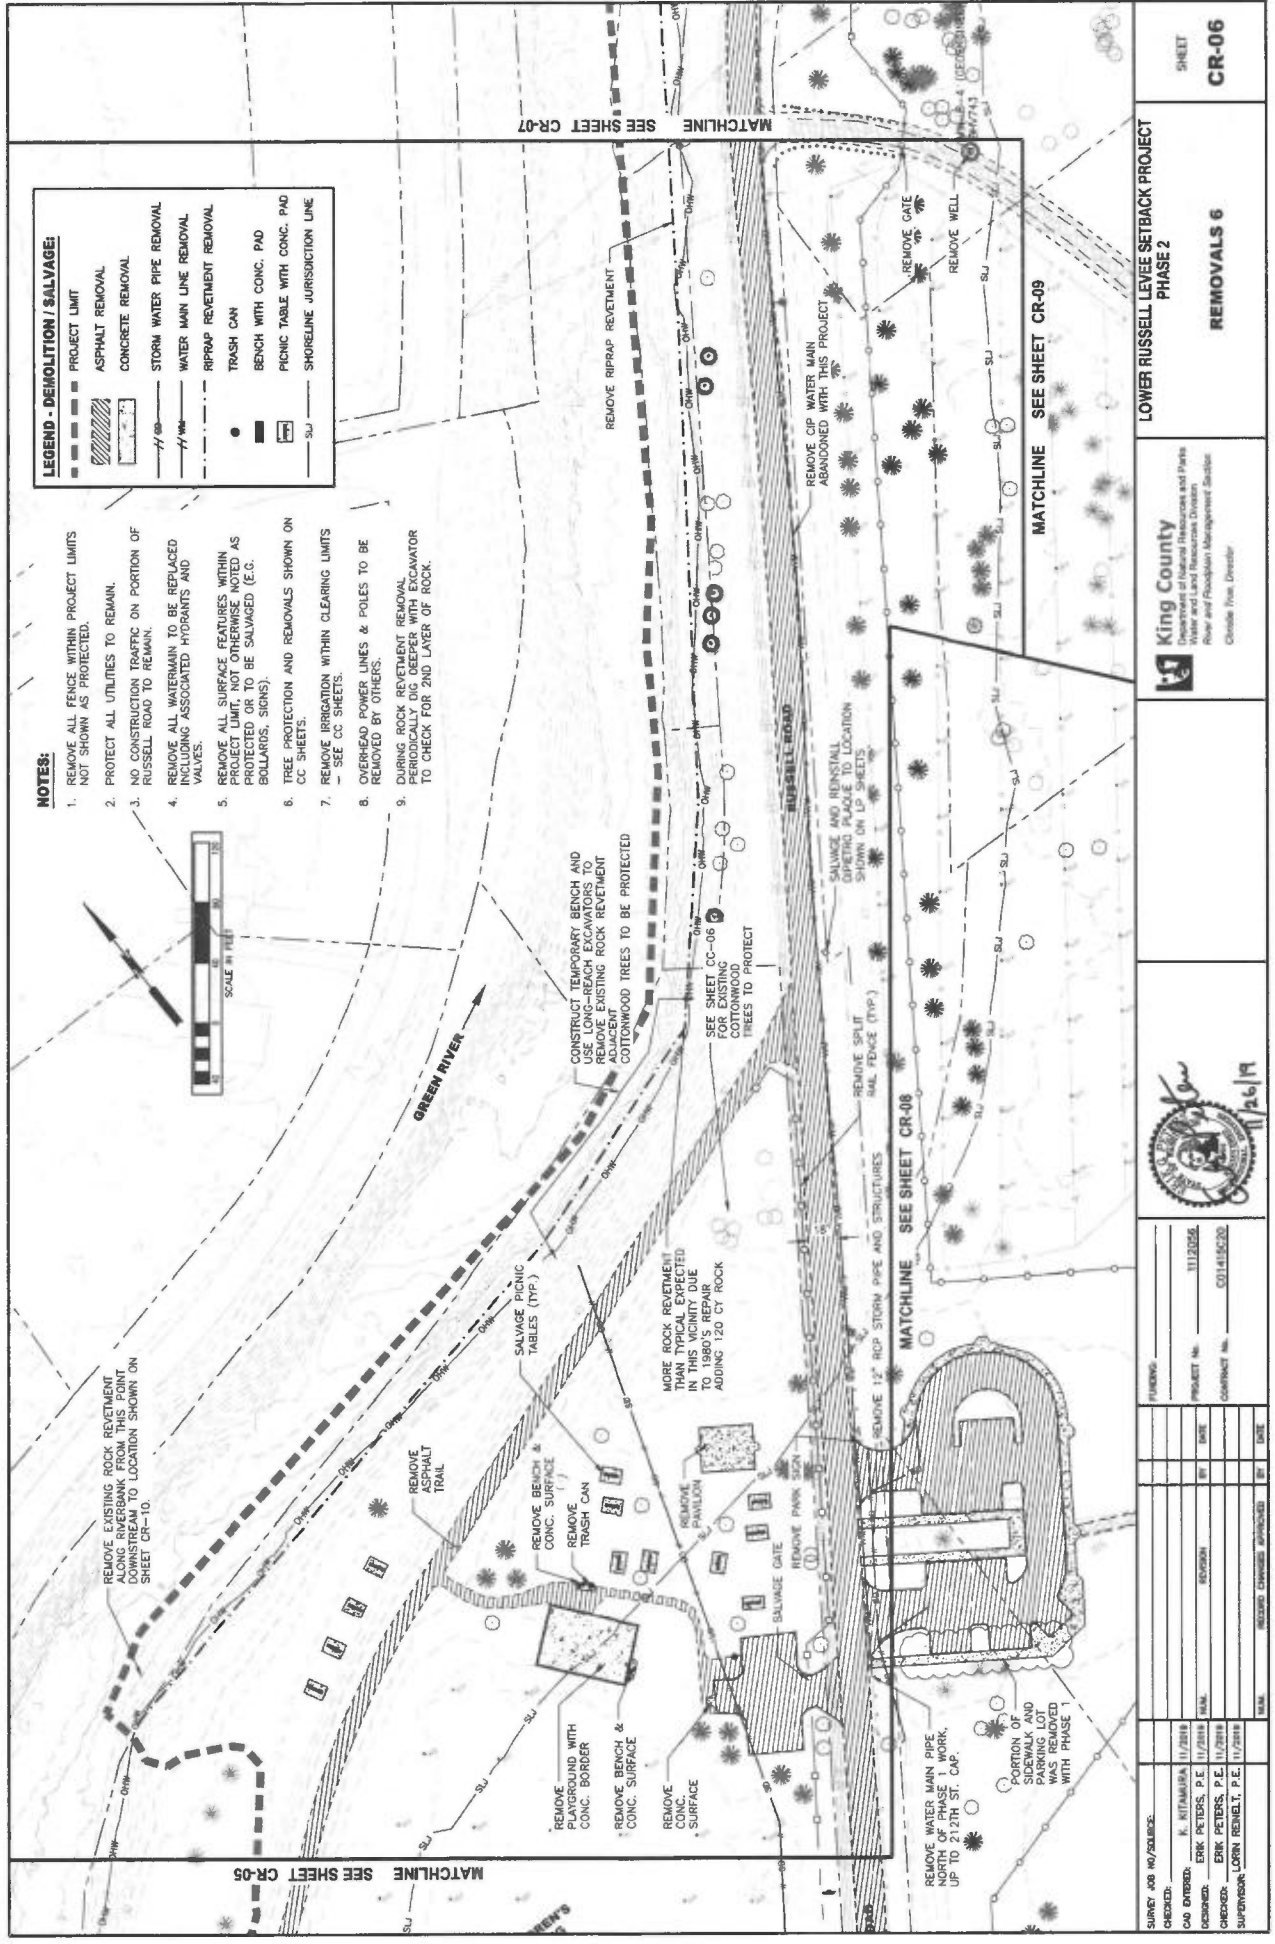 NOTES:
1. REMOVE ALL FENCE WITHIN PROJECT LIMITS
NOT SHOWN AS PROTECTED.
2. PROTECT ALL UTILITIES TO REMAIN.
3. NO CONSTRUCTION TRAFFIC ON PORTION OF
RUSSELL ROAD TO REMAIN.
4. REMOVE ALL WATERMAIN TO BE REPLACED
INCLUDING ASSOCIATED HYDRANTS AND
VALVES.
5. REMOVE ALL SURFACE FEATURES WITHIN
PROJECT LIMIT, NOT OTHERWISE NOTED AS
PROTECTED OR TO BE SALVAGED (E.G.
BOLLARDS, SIGNS).
6. TREE PROTECTION AND REMOVALS SHOWN ON
CC SHEETS.
7. REMOVE IRRIGATION WITHIN CLEARING LIMITS
- SEE CC SHEETS.
8. OVERHEAD POWER LINES & POLES TO BE
REMOVED BY OTHERS.
9. DURING ROCK REVETMENT REMOVAL
PERIODICALLY DIG DEEPER WITH EXCAVATOR
TO CHECK FOR 2ND LAYER OF ROCK.
LEGEND - DEMOLITION / SALVAGE:
PROJECT LIMIT
ASPHALT REMOVAL
CONCRETE REMOVAL
STORM WATER PIPE REMOVAL
WATER MAIN LINE REMOVAL
RIPRAP REVETMENT REMOVAL
TRASH CAN
BENCH WITH CONC. PAD
PICNIC TABLE WITH CONC. PAD
SLJ SHORELINE JURISDICTION LINE
40 0 40 80 120
SCALE IN FEET
GREEN RIVER
REMOVE EXISTING ROCK REVETMENT
ALONG RIVERBANK FROM THIS POINT
DOWNSTREAM TO LOCATION SHOWN ON
SHEET CR-10.
CONSTRUCT TEMPORARY BENCH AND
USE LONG-REACH EXCAVATORS TO
REMOVE EXISTING ROCK REVETMENT
ADJACENT
COTTONWOOD TREES TO BE PROTECTED
REMOVE RIPRAP REVETMENT
MATCHLINE SEE SHEET CR-07
MATCHLINE SEE SHEET CR-05
REMOVE
ASPHALT
TRAIL
SALVAGE PICNIC
TABLES (TYP.)
REMOVE BENCH &
CONC. SURFACE
REMOVE
TRASH CAN
REMOVE
PLAYGROUND WITH
CONC. BORDER
REMOVE BENCH &
CONC. SURFACE
REMOVE
CONC.
SURFACE
MORE ROCK REVETMENT
THAN TYPICAL EXPECTED
IN THIS VICINITY DUE
TO 1980'S REPAIR
ADDING 120 CY ROCK
SEE SHEET CC-06
FOR EXISTING
COTTONWOOD
TREES TO PROTECT
REMOVE
PAVILION
SALVAGE GATE
REMOVE PARK SIGN
RUSSELL ROAD
REMOVE CIP WATER MAIN
ABANDONED WITH THIS PROJECT
SALVAGE AND REINSTALL
DIPIETRO PLAQUE TO LOCATION
SHOWN ON LP SHEETS
REMOVE SPLIT
RAIL FENCE (TYP.)
REMOVE 12" RCP STORM PIPE AND STRUCTURES
MATCHLINE SEE SHEET CR-08
REMOVE GATE
REMOVE WELL
MATCHLINE SEE SHEET CR-09
REMOVE WATER MAIN PIPE
NORTH OF PHASE 1 WORK,
UP TO 212TH ST. CAP.
PORTION OF
SIDEWALK AND
PARKING LOT
WAS REMOVED
WITH PHASE 1
SURVEY JOB NO/SOURCE:
CHECKED:
CAD ENTERED: K. KITAMURA 11/2019
DESIGNED: ERIK PETERS, P.E. 11/2019
CHECKED: ERIK PETERS, P.E. 11/2019
SUPERVISOR: LORIN REINELT, P.E. 11/2019
NUM. REVISION BY DATE
NUM. RECORD CHANGES APPROVED BY DATE
FUNDING:
PROJECT No. 1112056
CONTRACT No. C01415C20
11/26/19
King County
Department of Natural Resources and Parks
Water and Land Resources Division
River and Floodplain Management Section
Christie True, Director
LOWER RUSSELL LEVEE SETBACK PROJECT
PHASE 2
REMOVALS 6
SHEET
CR-06